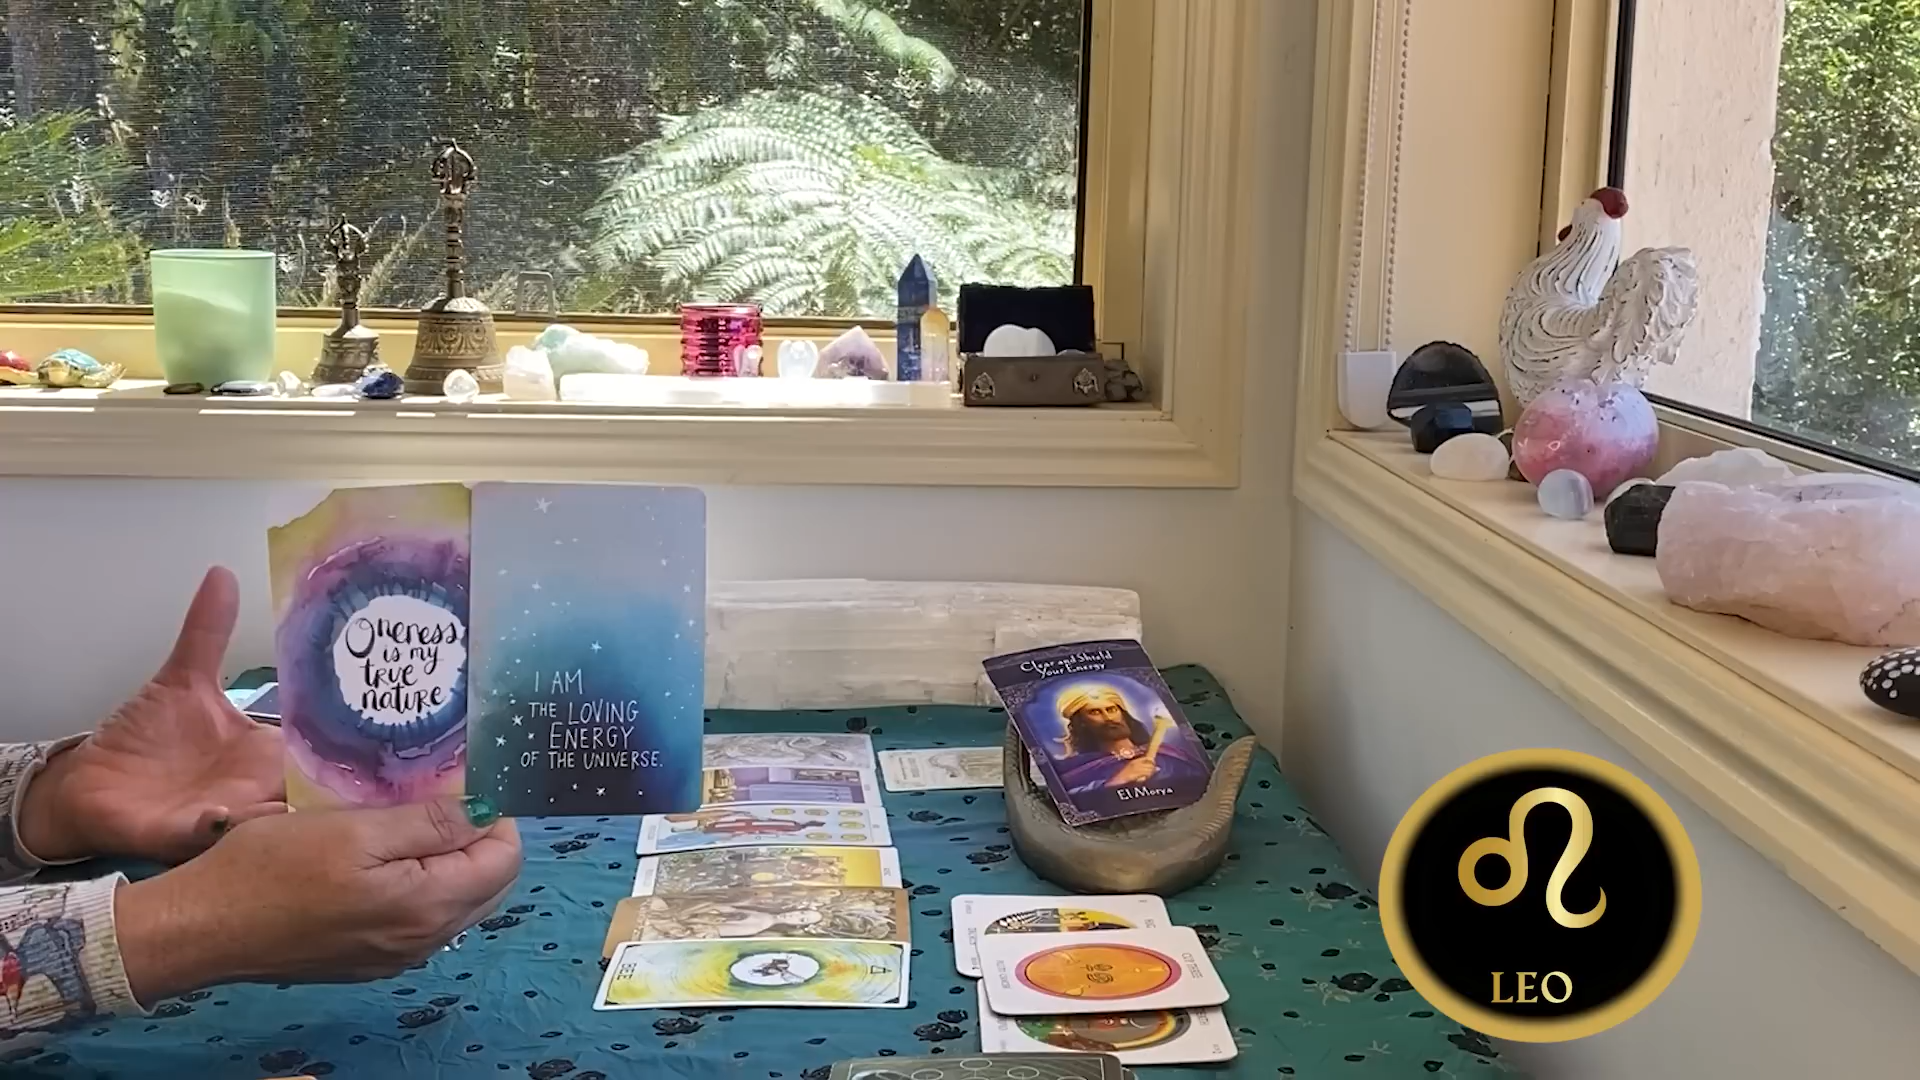 Oneness
is my
true
nature
I AM
THE LOVING
ENERGY
OF THE UNIVERSE.
Clear and Shield
Your Energy
El Morya
BEE
LEO